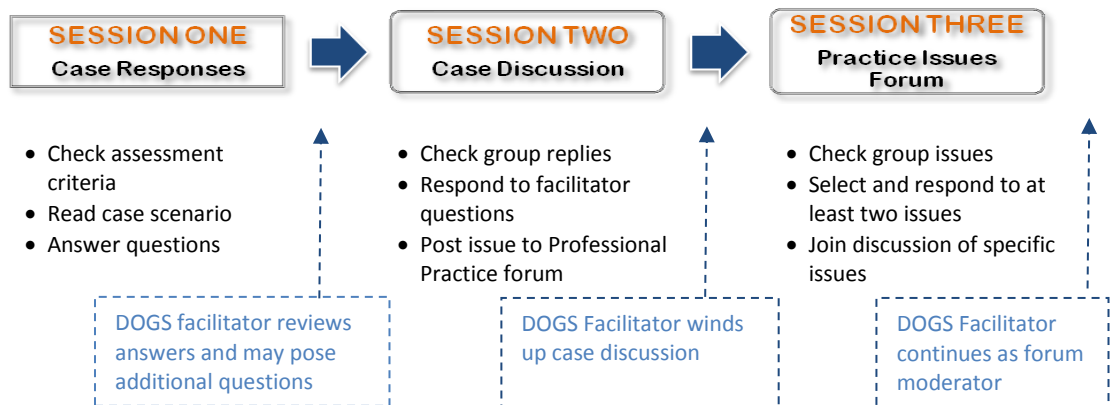 SESSION ONE
Case Responses
• Check assessment
criteria
• Read case scenario
• Answer questions
DOGS facilitator reviews
answers and may pose
additional questions
SESSION TWO
Case Discussion
• Check group replies
• Respond to facilitator
questions
• Post issue to Professional
Practice forum
DOGS Facilitator winds
up case discussion
SESSION THREE
Practice Issues
Forum
• Check group issues
• Select and respond to at
least two issues
• Join discussion of specific
issues
DOGS Facilitator
continues as forum
moderator